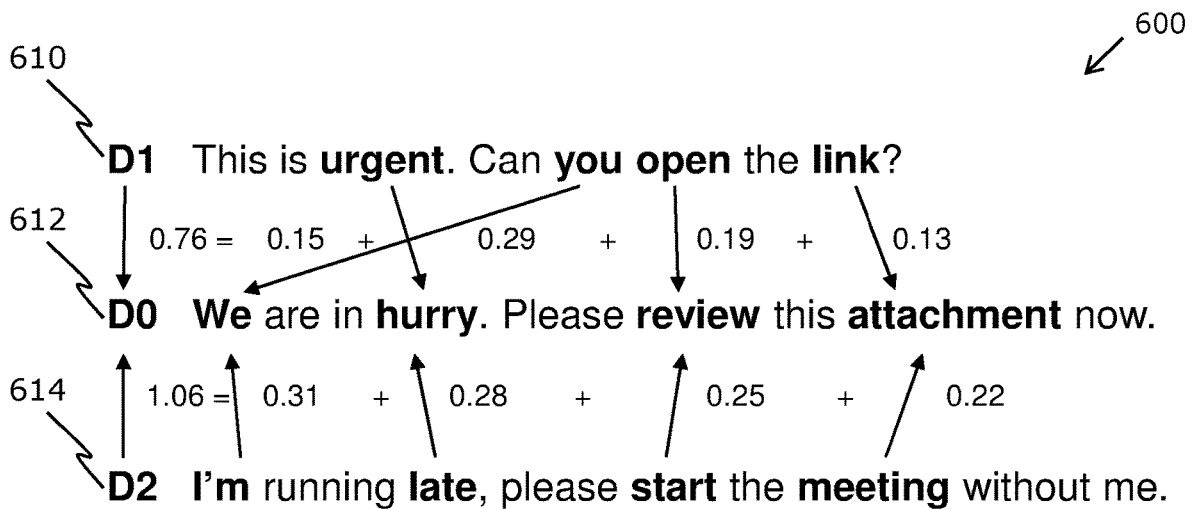 600
610
D1 This is urgent. Can you open the link?
612
0.76 = 0.15 + 0.29 + 0.19 + 0.13
D0 We are in hurry. Please review this attachment now.
614
1.06 = 0.31 + 0.28 + 0.25 + 0.22
D2 I'm running late, please start the meeting without me.